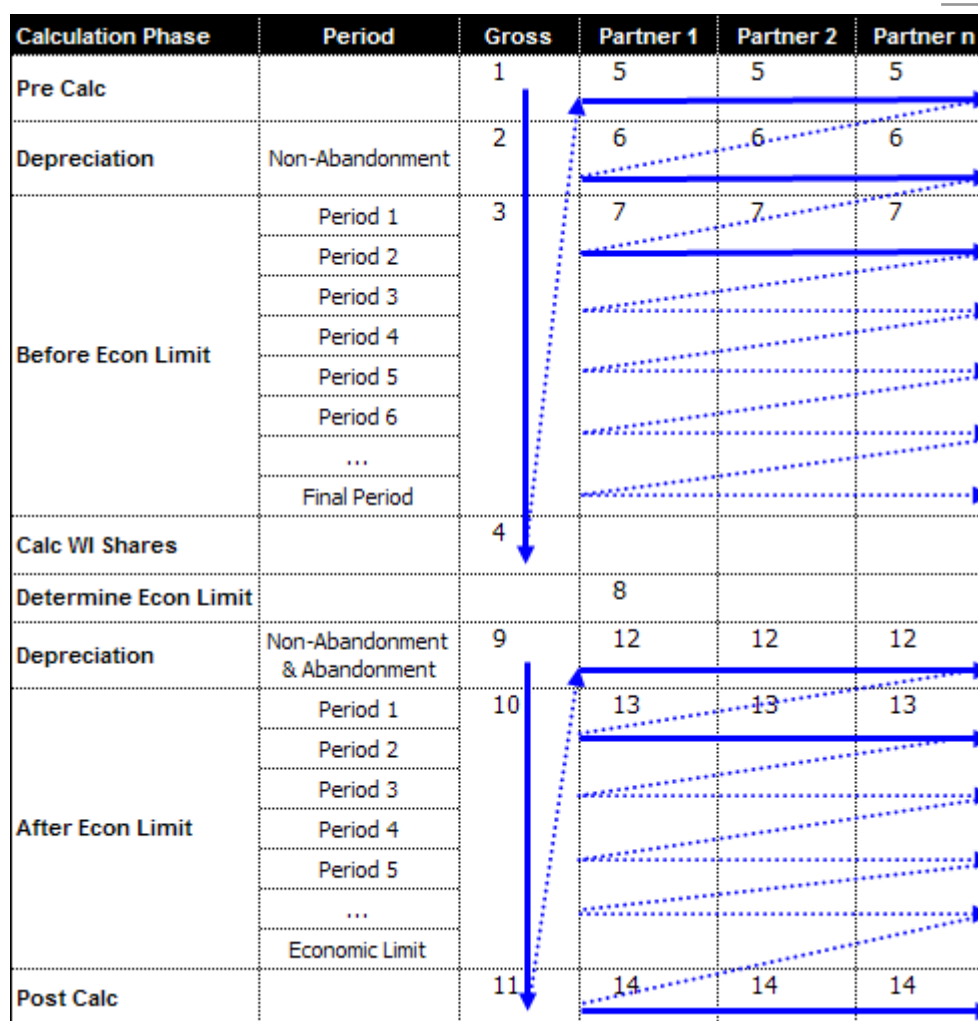 Calculation Phase Period Gross Partner 1 Partner 2 Partner n
Pre Calc 1 5 5 5
Depreciation Non-Abandonment 2 6 6 6
Before Econ Limit 3 7 7 7
Period 1
Period 2
Period 3
Period 4
Period 5
Period 6
...
Final Period
Calc WI Shares 4
Determine Econ Limit 8
Depreciation Non-Abandonment & Abandonment 9 12 12 12
After Econ Limit 10 13 13 13
Period 1
Period 2
Period 3
Period 4
Period 5
...
Economic Limit
Post Calc 11 14 14 14